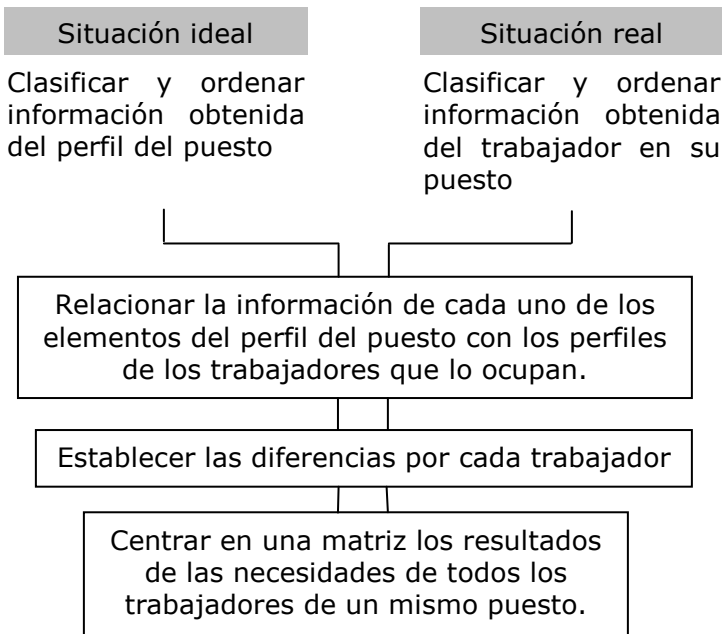 Situación ideal
Clasificar y ordenar
información obtenida
del perfil del puesto
Situación real
Clasificar y ordenar
información obtenida
del trabajador en su
puesto
Relacionar la información de cada uno de los
elementos del perfil del puesto con los perfiles
de los trabajadores que lo ocupan.
Establecer las diferencias por cada trabajador
Centrar en una matriz los resultados
de las necesidades de todos los
trabajadores de un mismo puesto.